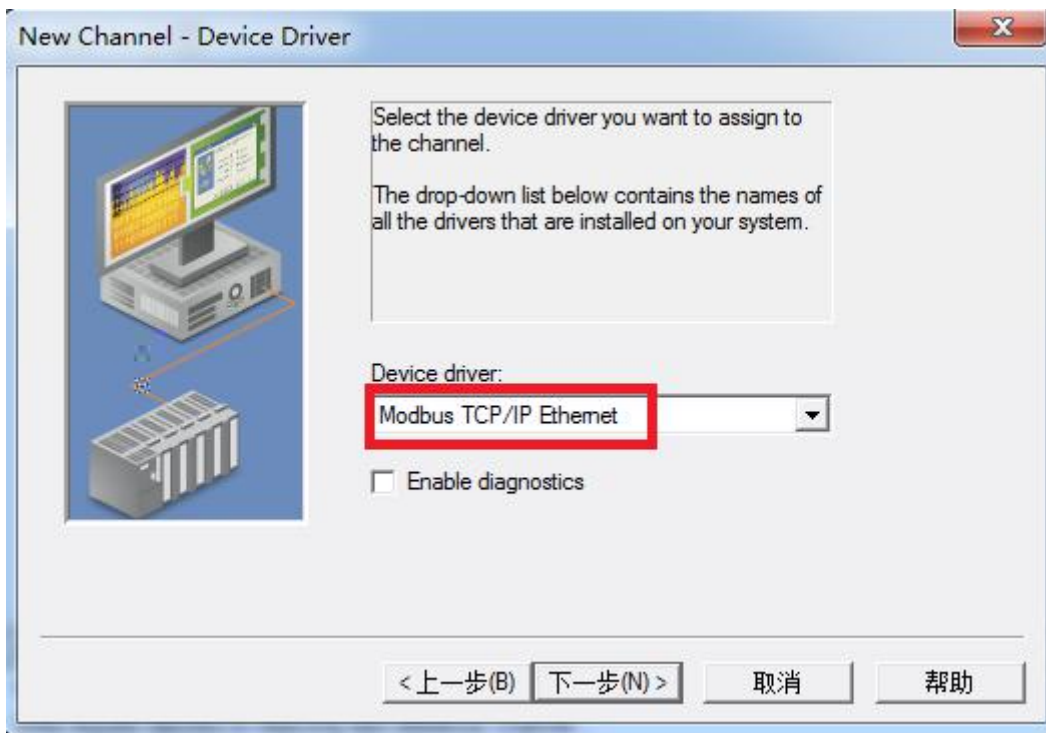 New Channel - Device Driver
Select the device driver you want to assign to
the channel.
The drop-down list below contains the names of
all the drivers that are installed on your system.
Device driver:
Modbus TCP/IP Ethernet
Enable diagnostics
<上一步(B) 下一步(N)> 取消 帮助